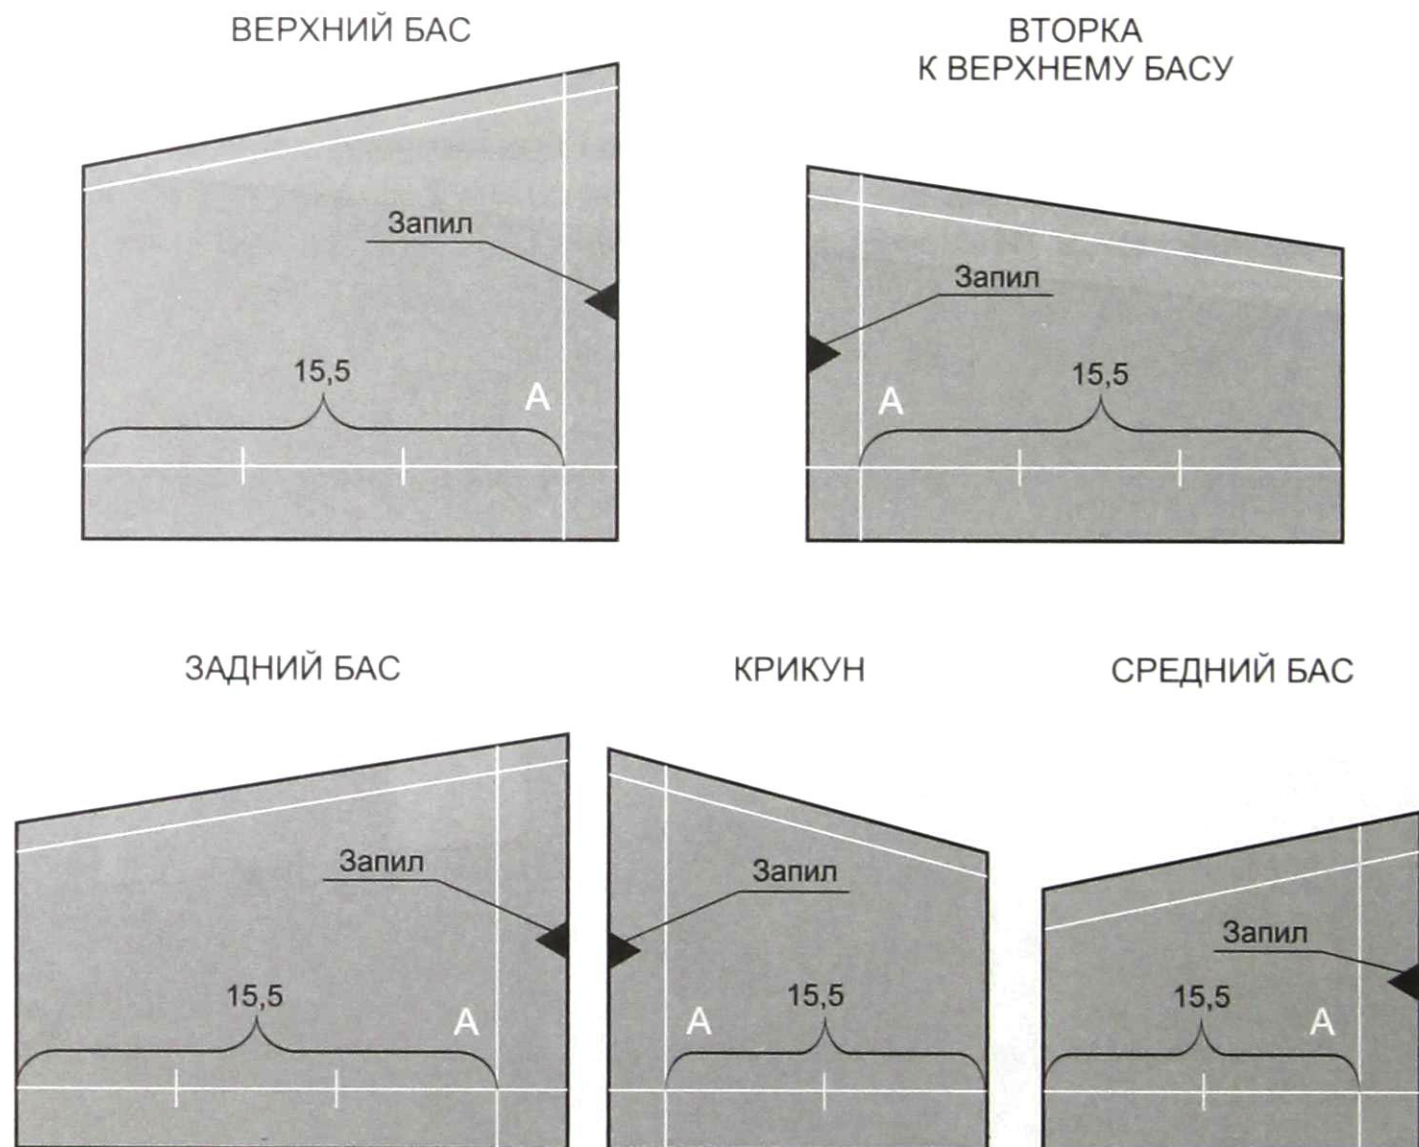 ВЕРХНИЙ БАС
ВТОРКА
К ВЕРХНЕМУ БАСУ
Запил
15,5
А
Запил
15,5
А
ЗАДНИЙ БАС
КРИКУН
СРЕДНИЙ БАС
Запил
15,5
А
Запил
15,5
А
Запил
15,5
А